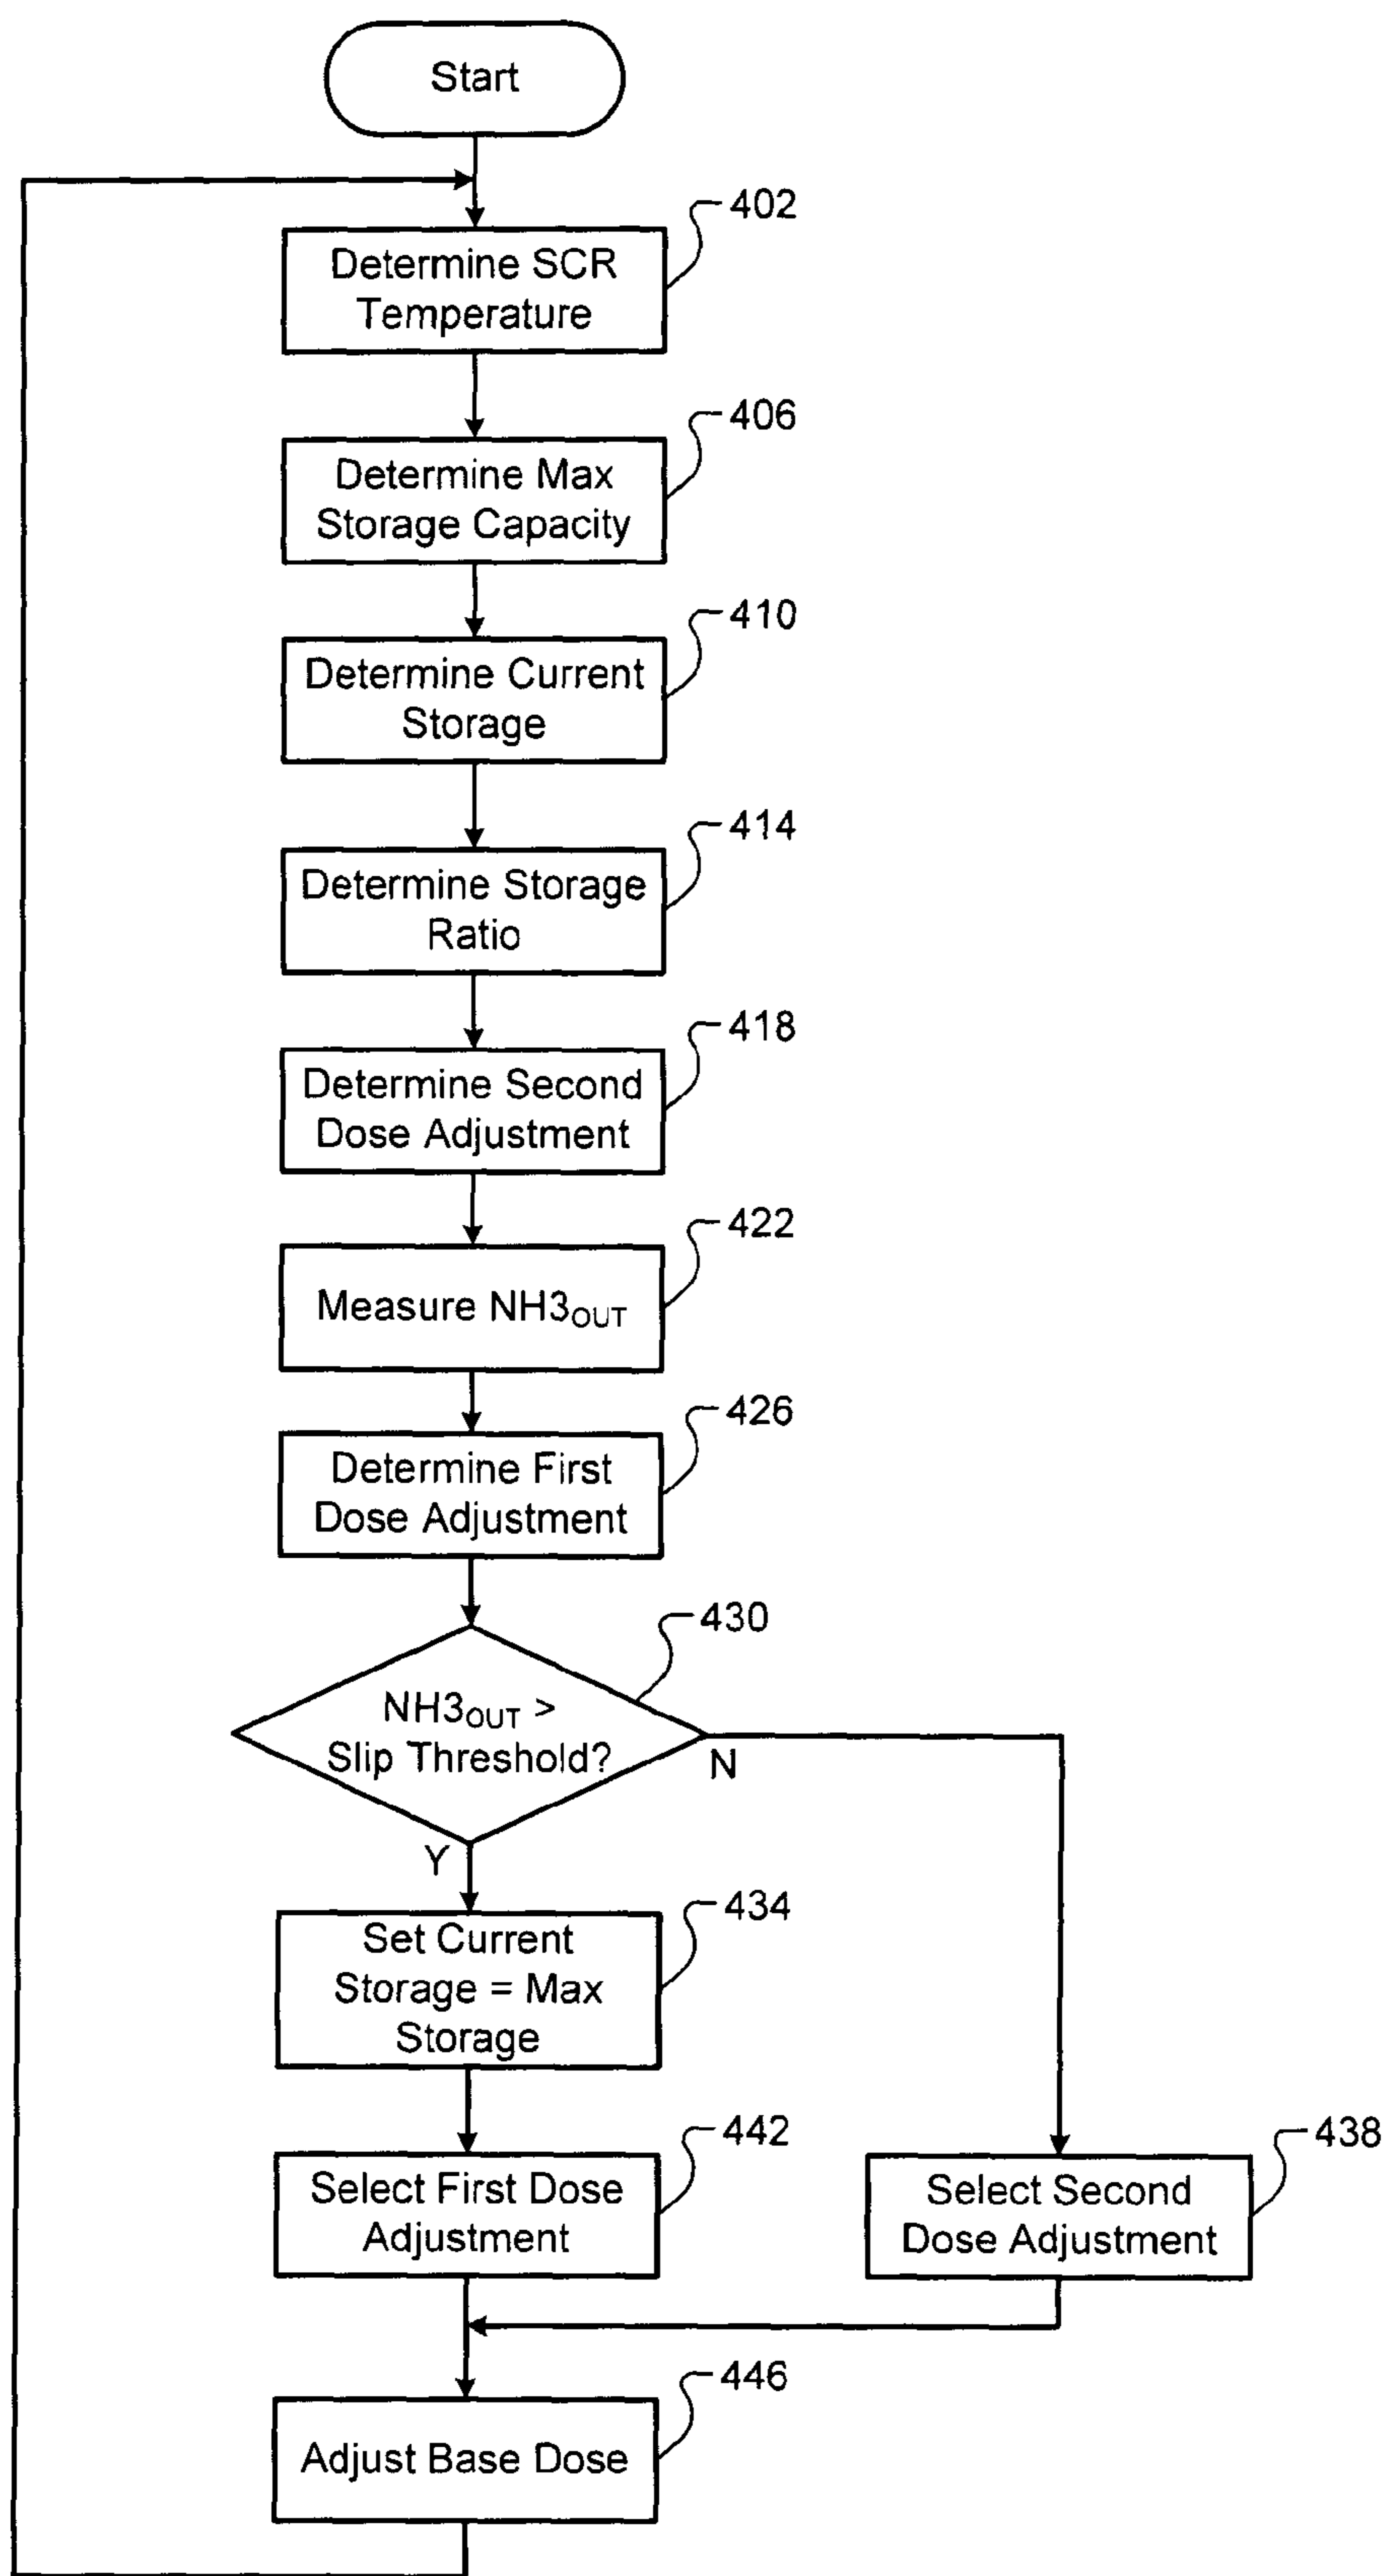 Start
402
Determine SCR
Temperature
406
Determine Max
Storage Capacity
410
Determine Current
Storage
414
Determine Storage
Ratio
418
Determine Second
Dose Adjustment
422
Measure NH3OUT
426
Determine First
Dose Adjustment
430
NH3OUT >
Slip Threshold?
N
Y
434
Set Current
Storage = Max
Storage
442
Select First Dose
Adjustment
438
Select Second
Dose Adjustment
446
Adjust Base Dose